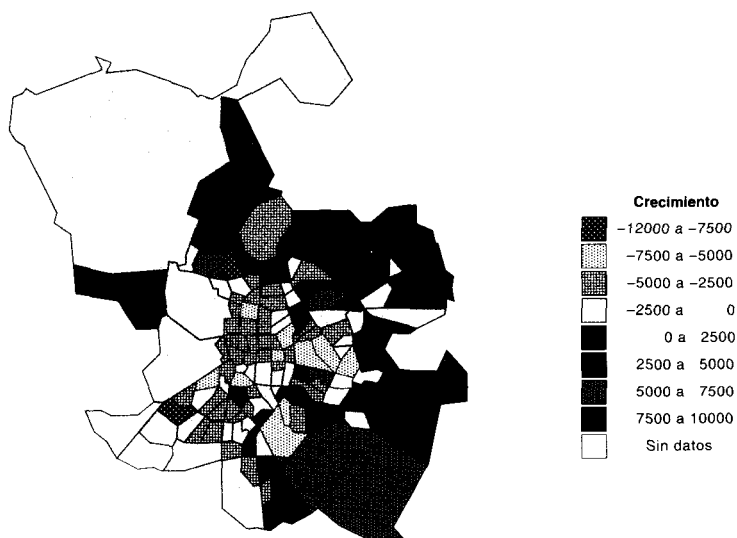 Crecimiento
−12000 a −7500
−7500 a −5000
−5000 a −2500
−2500 a 0
0 a 2500
2500 a 5000
5000 a 7500
7500 a 10000
Sin datos